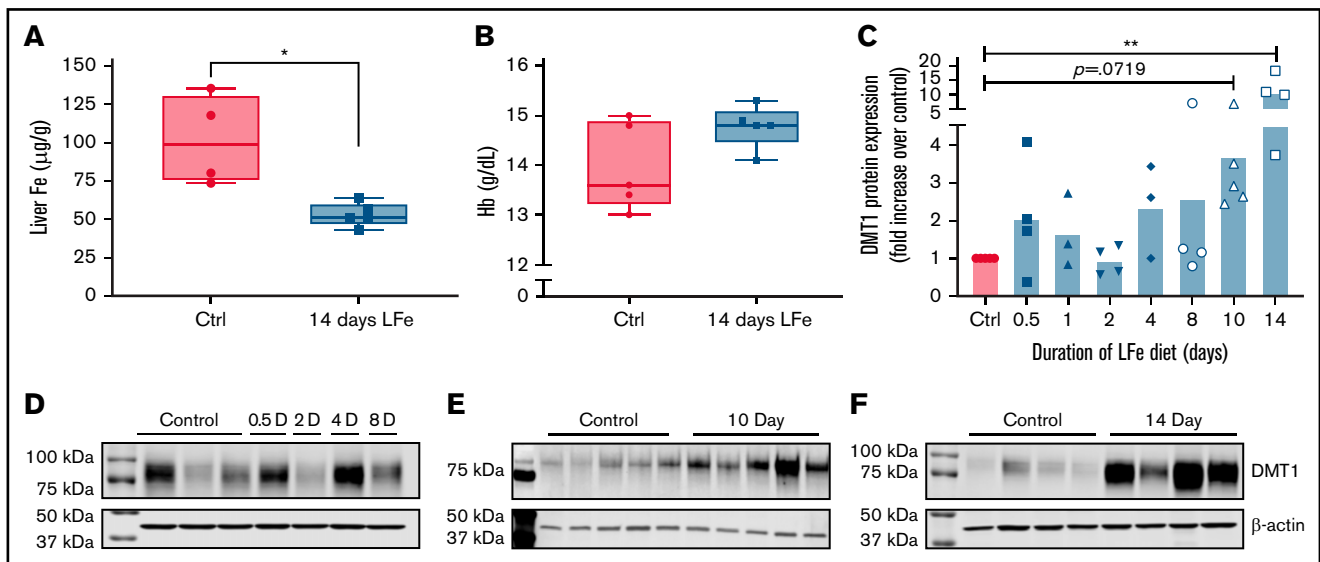 A
*
150
125
100
75
50
25
0
Liver Fe (μg/g)
Ctrl
14 days LFe
B
16
15
14
13
12
0
Hb (g/dL)
Ctrl
14 days LFe
C
**
p=.0719
20
15
10
5
4
3
2
1
0
DMT1 protein expression
(fold increase over control)
Ctrl 0.5 1 2 4 8 10 14
Duration of LFe diet (days)
D
Control 0.5 D 2 D 4 D 8 D
100 kDa
75 kDa
50 kDa
37 kDa
E
Control 10 Day
75 kDa
50 kDa
37 kDa
F
Control 14 Day
100 kDa
75 kDa
DMT1
50 kDa
37 kDa
β-actin